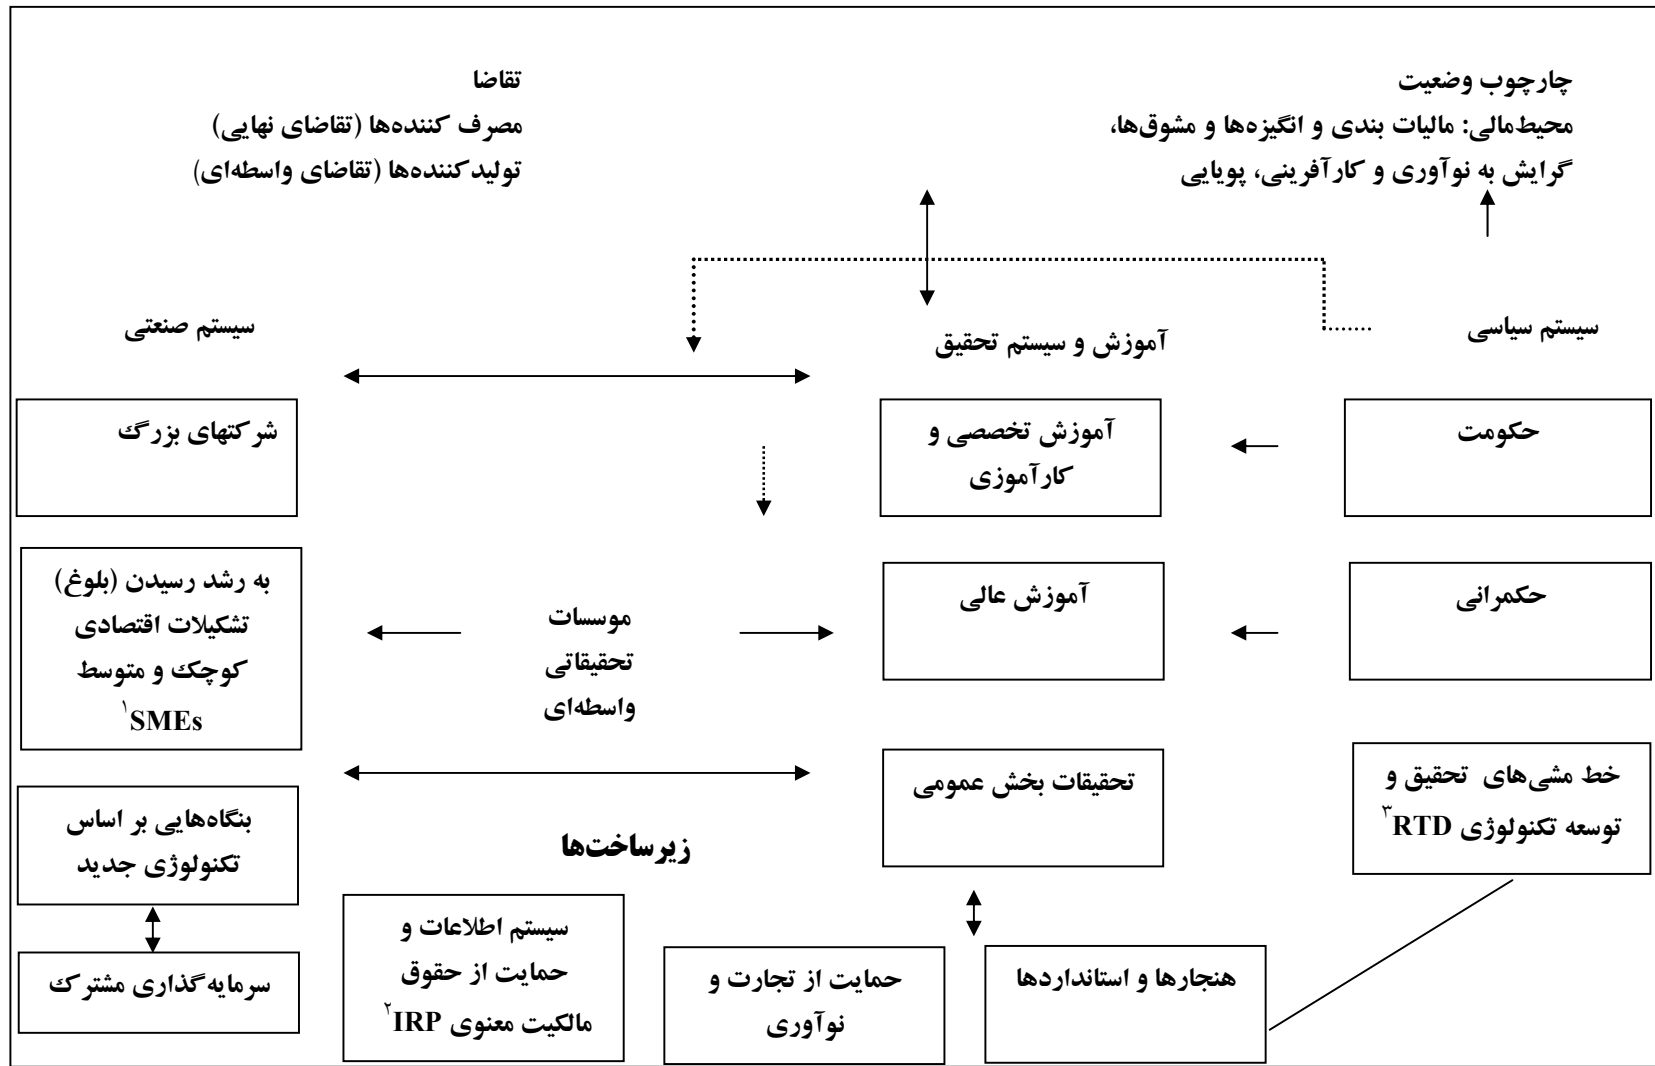 چارچوب وضعیت
محیط‌مالی: مالیات بندی و انگیزه‌ها و مشوق‌ها،
گرایش به نوآوری و کارآفرینی، پویایی
تقاضا
مصرف کننده‌ها (تقاضای نهایی)
تولیدکننده‌ها (تقاضای واسطه‌ای)
سیستم سیاسی
آموزش و سیستم تحقیق
سیستم صنعتی
حکومت
آموزش تخصصی و
کارآموزی
شرکتهای بزرگ
حکمرانی
آموزش عالی
موسسات
تحقیقاتی
واسطه‌ای
به رشد رسیدن (بلوغ)
تشکیلات اقتصادی
کوچک و متوسط
SMEs۱
خط مشی‌های تحقیق و
توسعه تکنولوژی RTD۳
تحقیقات بخش عمومی
بنگاه‌هایی بر اساس
تکنولوژی جدید
زیرساخت‌ها
هنجارها و استانداردها
حمایت از تجارت و
نوآوری
سیستم اطلاعات و
حمایت از حقوق
مالکیت معنوی IRP۲
سرمایه‌گذاری مشترک